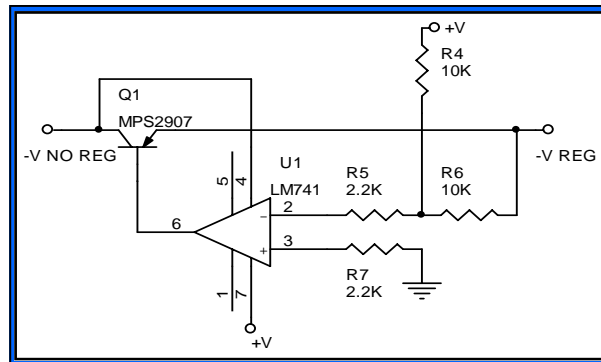 +V
R4
10K
Q1
MPS2907
-V NO REG
-V REG
U1
LM741
R5
2.2K
R6
10K
5
4
6
2
3
-
+
R7
2.2K
1
7
+V